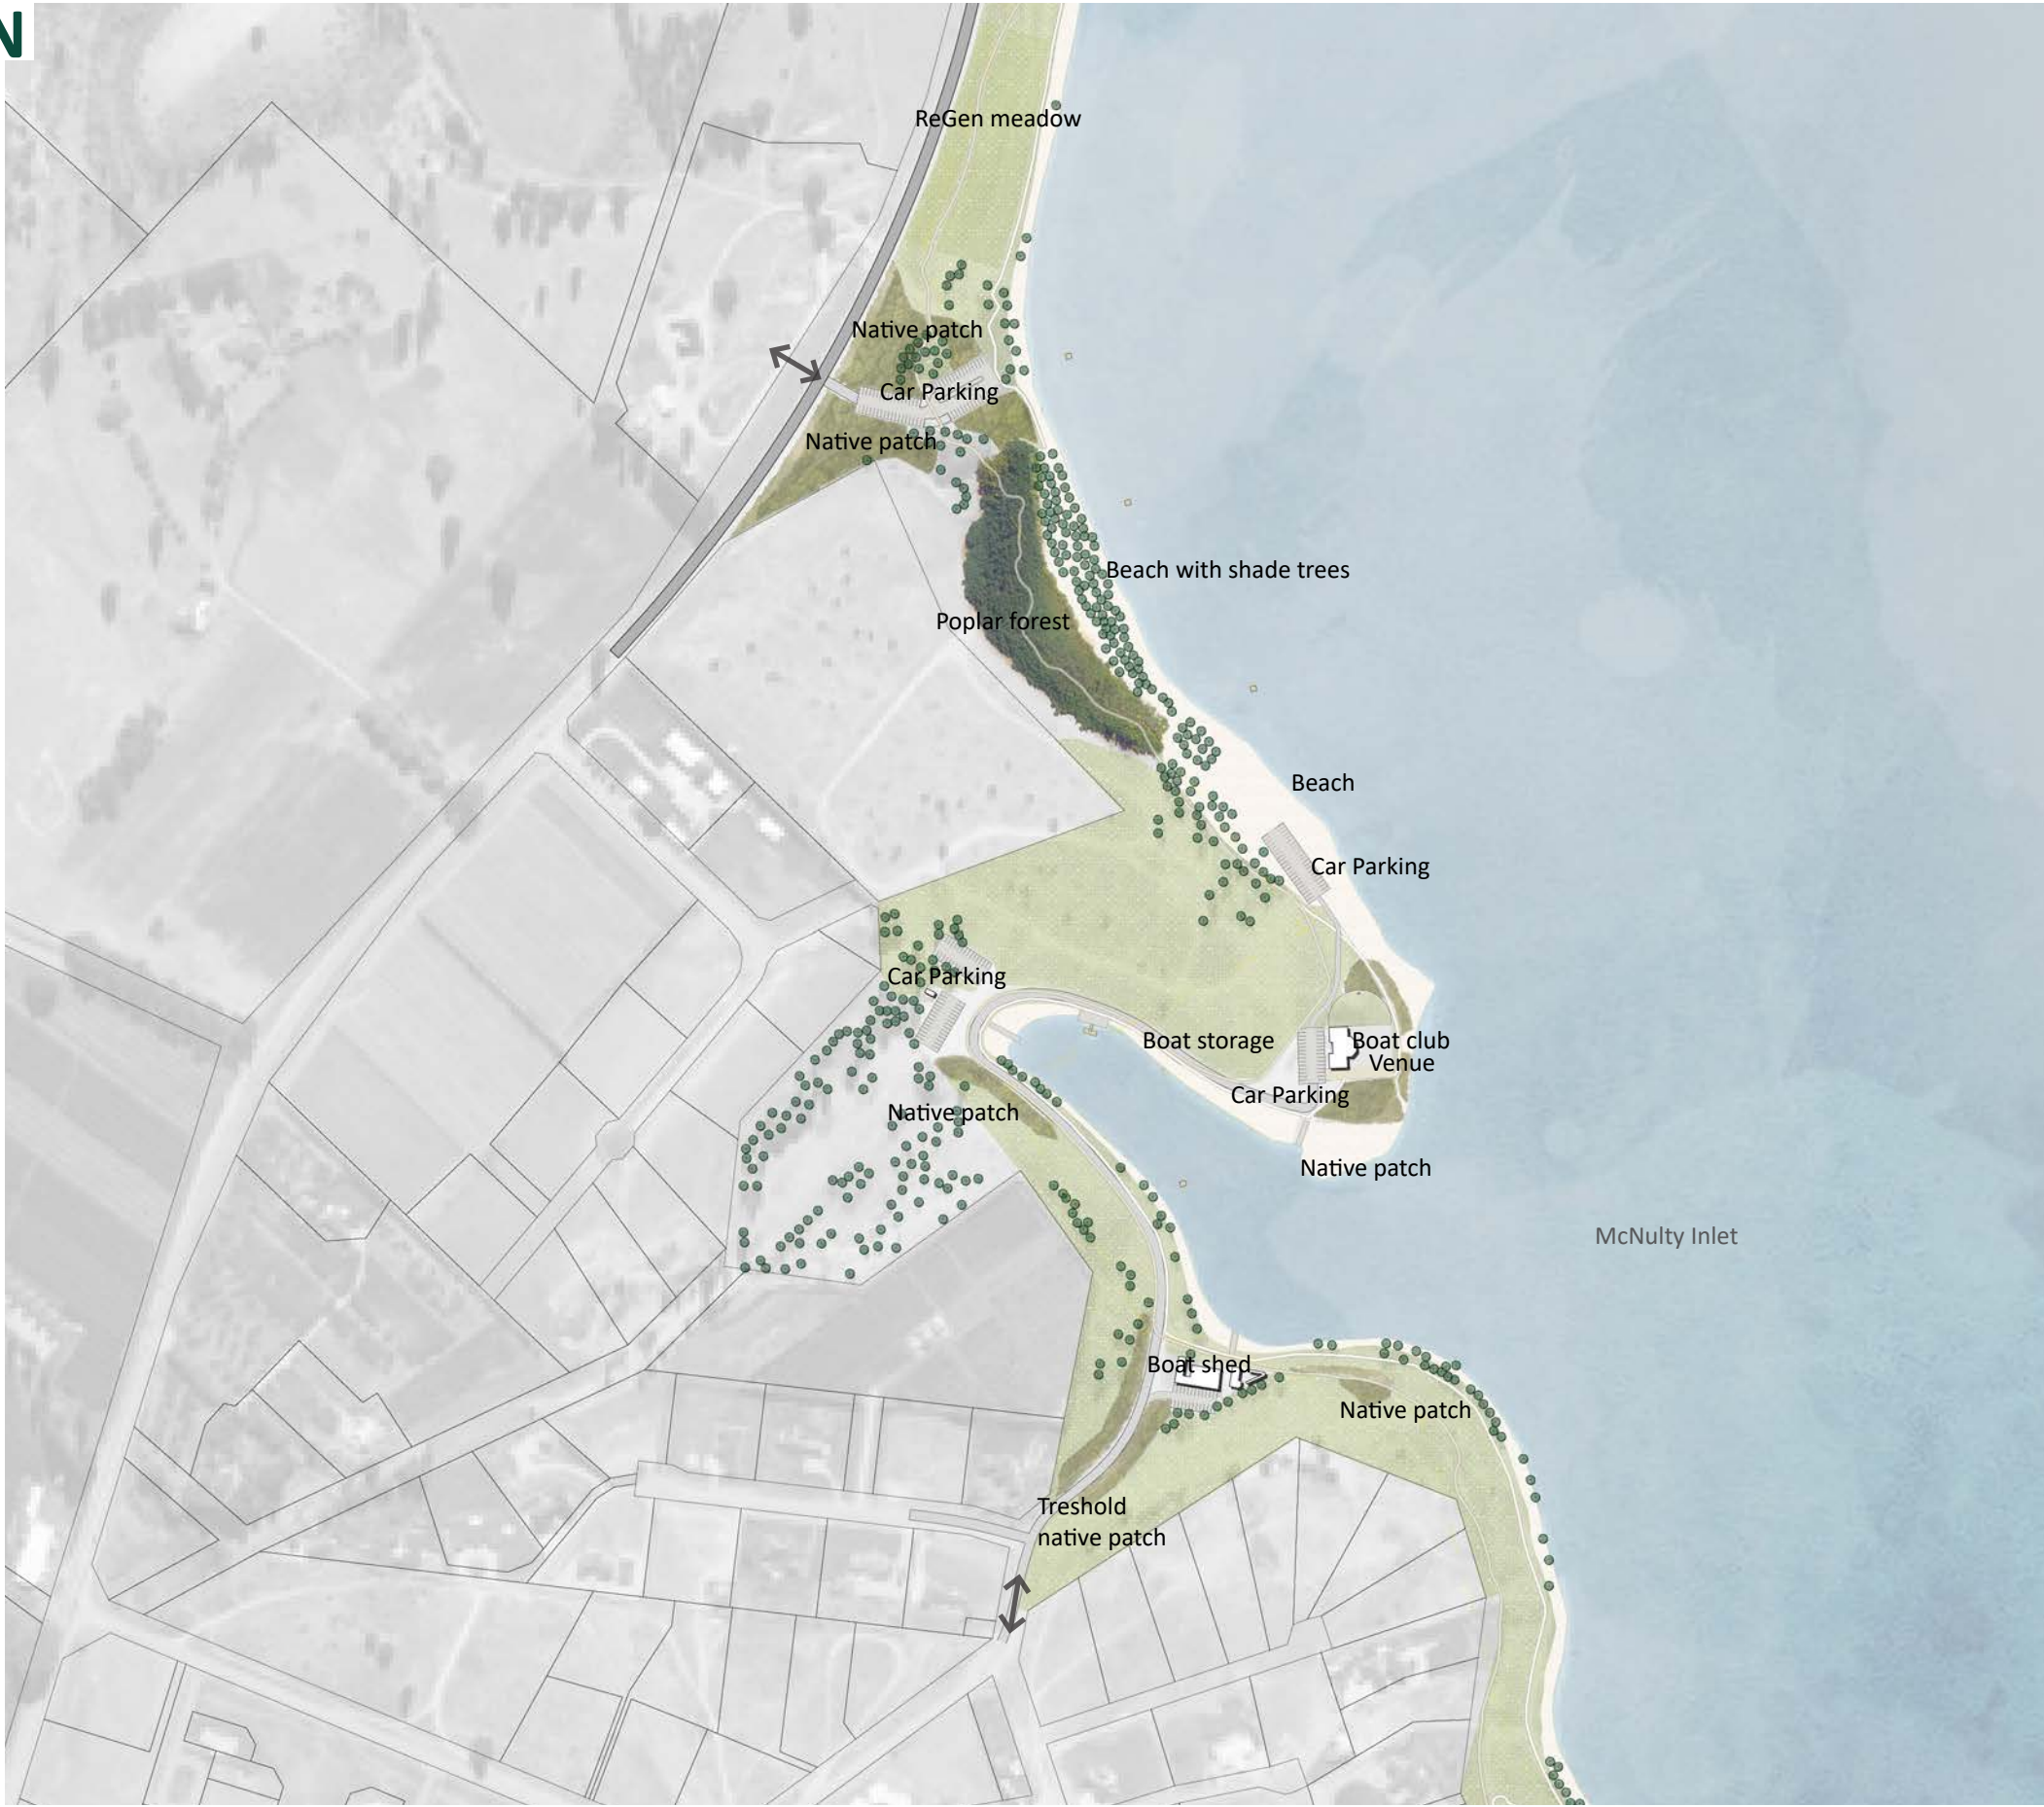 N
ReGen meadow
Native patch
Car Parking
Native patch
Beach with shade trees
Poplar forest
Beach
Car Parking
Car Parking
Boat storage
Boat club
Venue
Car Parking
Native patch
Native patch
McNulty Inlet
Boat shed
Native patch
Treshold
native patch